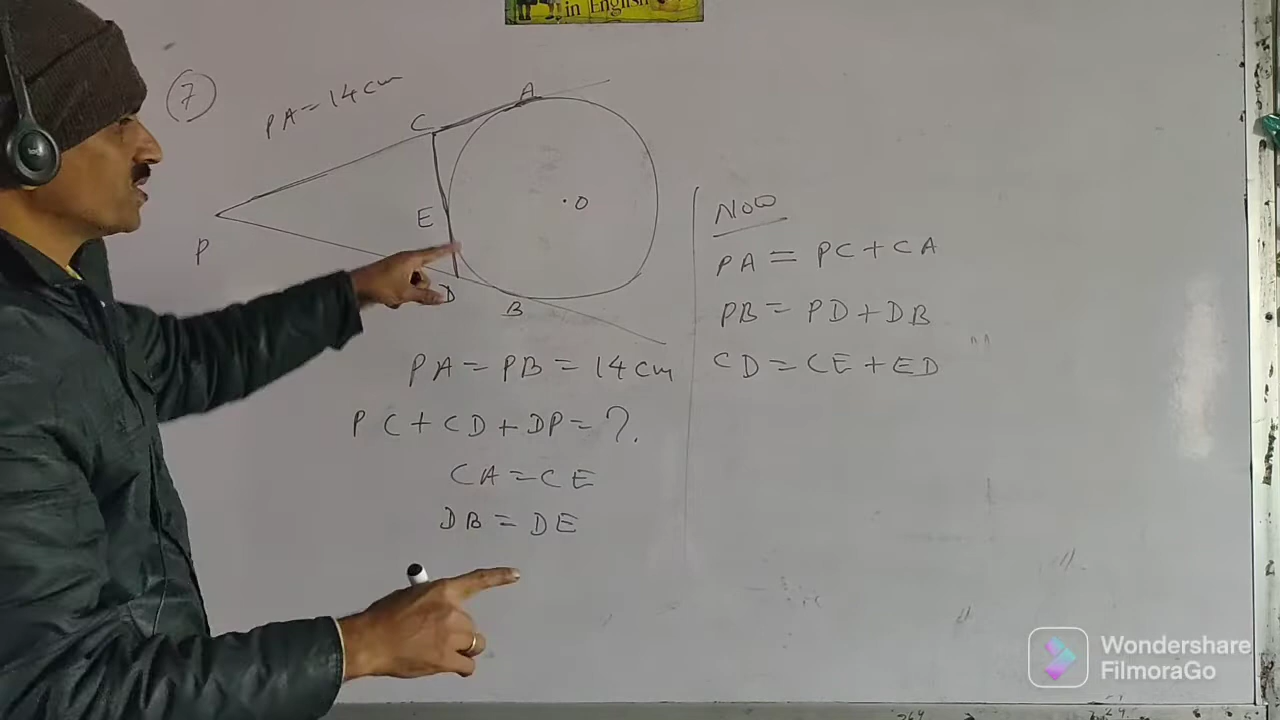 in English
7
PA = 14 cm
A
C
O
E
P
D
B
PA = PB = 14 cm
PC + CD + DP = ?
CA = CE
DB = DE
Now
PA = PC + CA
PB = PD + DB
CD = CE + ED
Wondershare
FilmoraGo